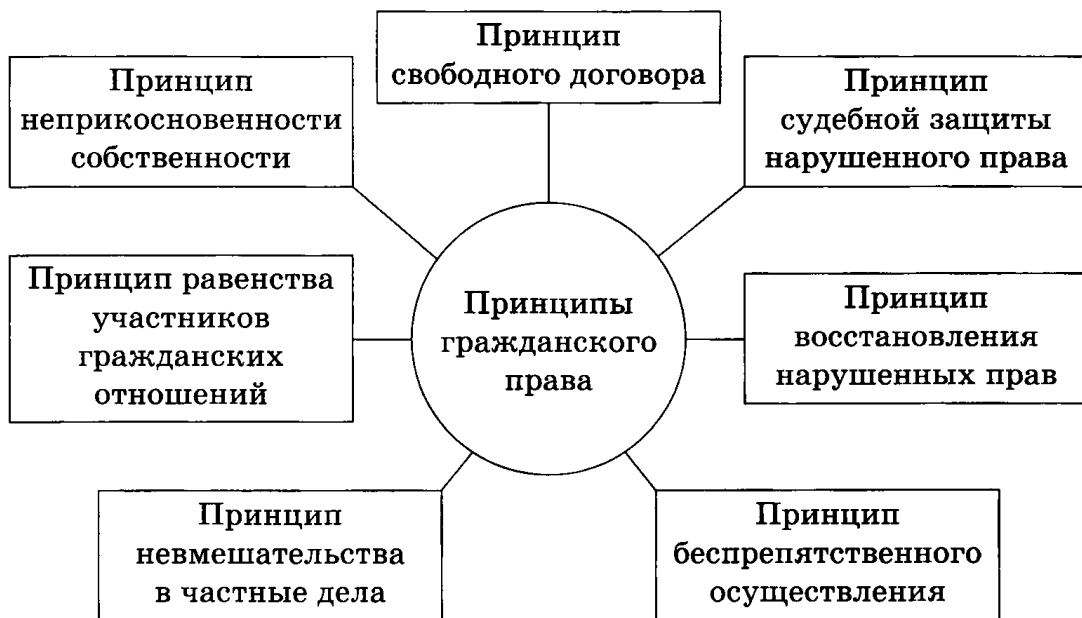 Принцип
свободного договора
Принцип
неприкосновенности
собственности
Принцип
судебной защиты
нарушенного права
Принцип равенства
участников
гражданских
отношений
Принципы
гражданского
права
Принцип
восстановления
нарушенных прав
Принцип
невмешательства
в частные дела
Принцип
беспрепятственного
осуществления